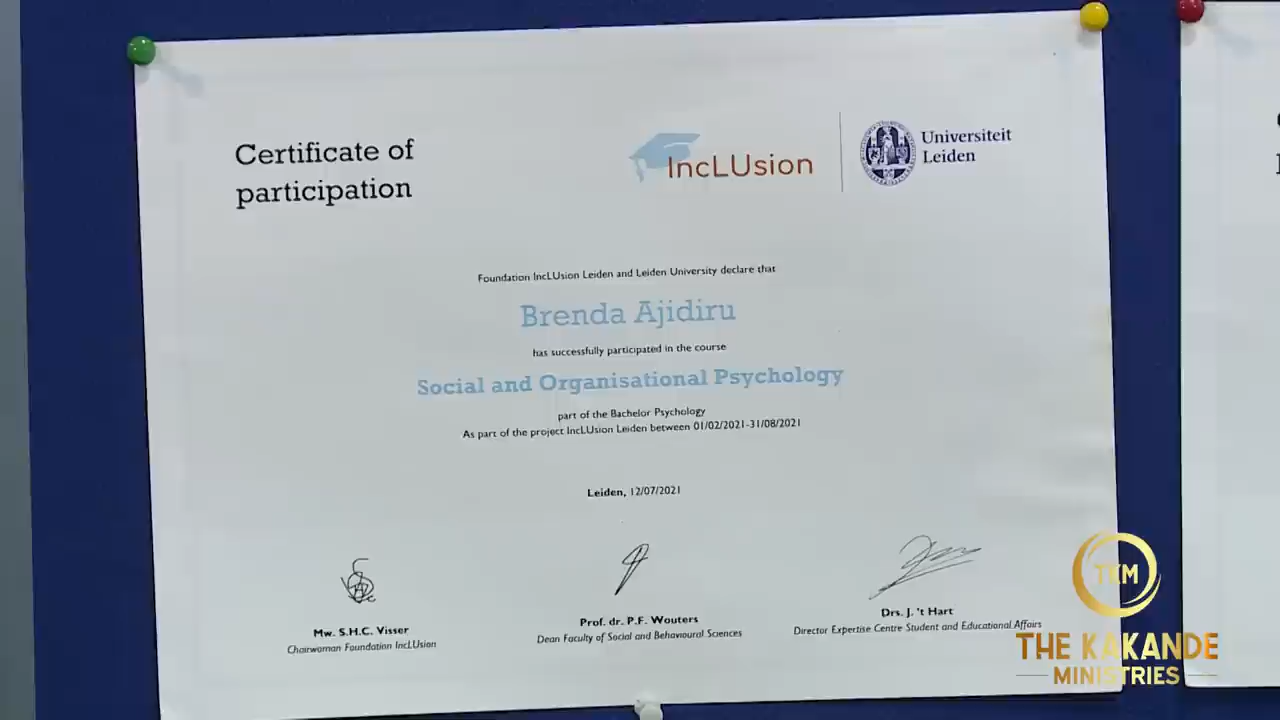 Certificate of
participation
IncLUsion
Universiteit
Leiden
Foundation IncLUsion Leiden and Leiden University declare that
Brenda Ajidiru
has successfully participated in the course
Social and Organisational Psychology
part of the Bachelor Psychology
As part of the project IncLUsion Leiden between 01/02/2021-31/08/2021
Leiden, 12/07/2021
Mw. S.H.C. Visser
Chairwoman Foundation IncLUsion
Prof. dr. P.F. Wouters
Dean Faculty of Social and Behavioural Sciences
Drs. J. 't Hart
Director Expertise Centre Student and Educational Affairs
TKM
THE KAKANDE
MINISTRIES